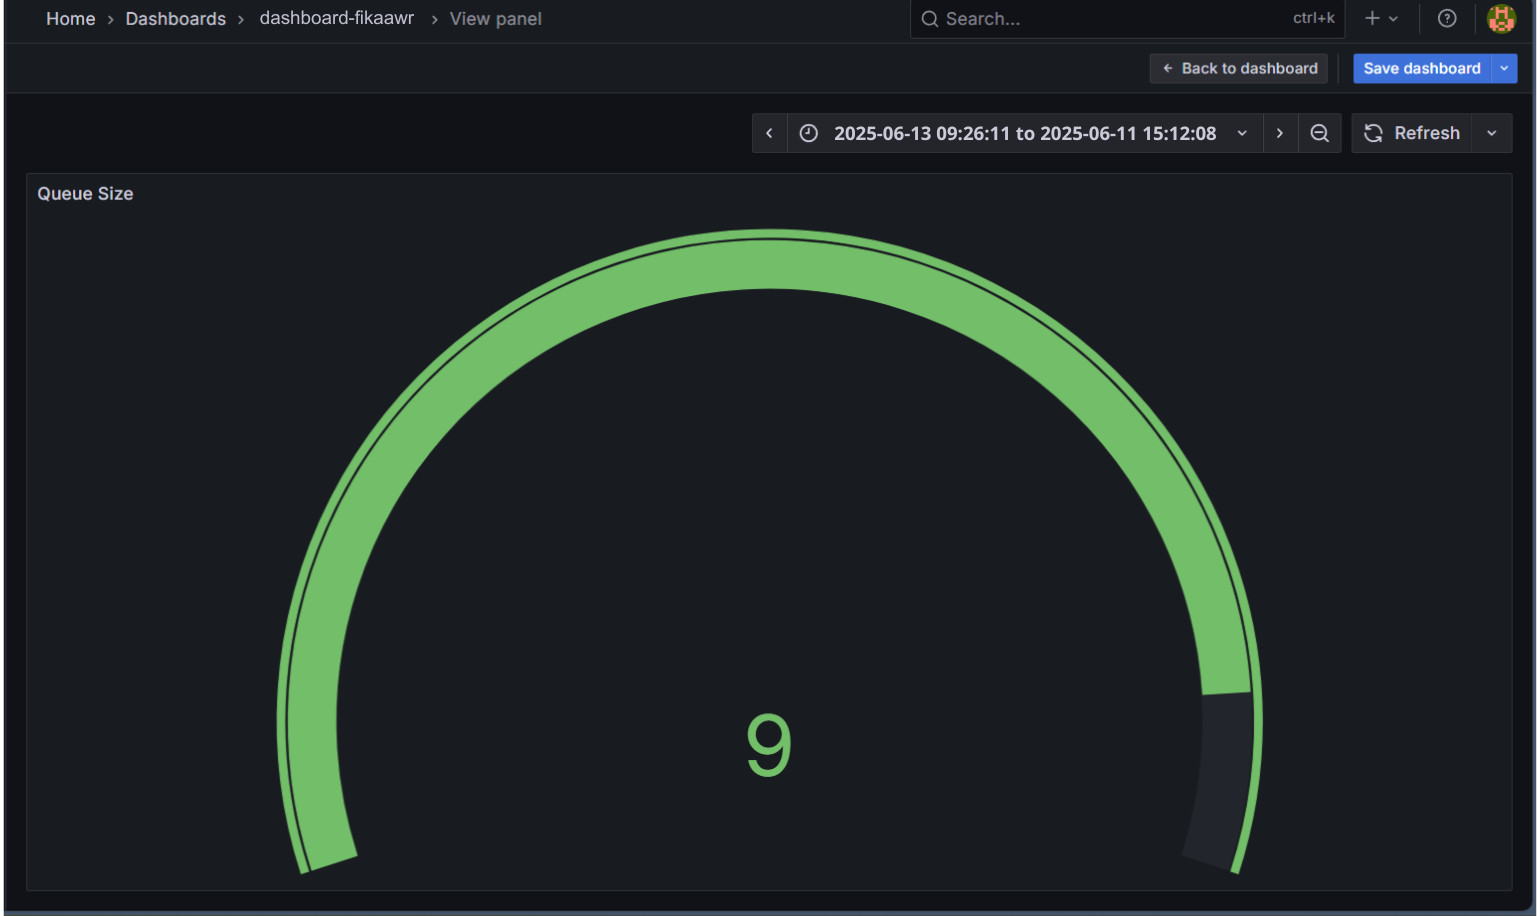 Home › Dashboards › dashboard-fikaawr › View panel Search... ctrl+k
Back to dashboard Save dashboard
2025-06-13 09:26:11 to 2025-06-11 15:12:08 Refresh
Queue Size
9